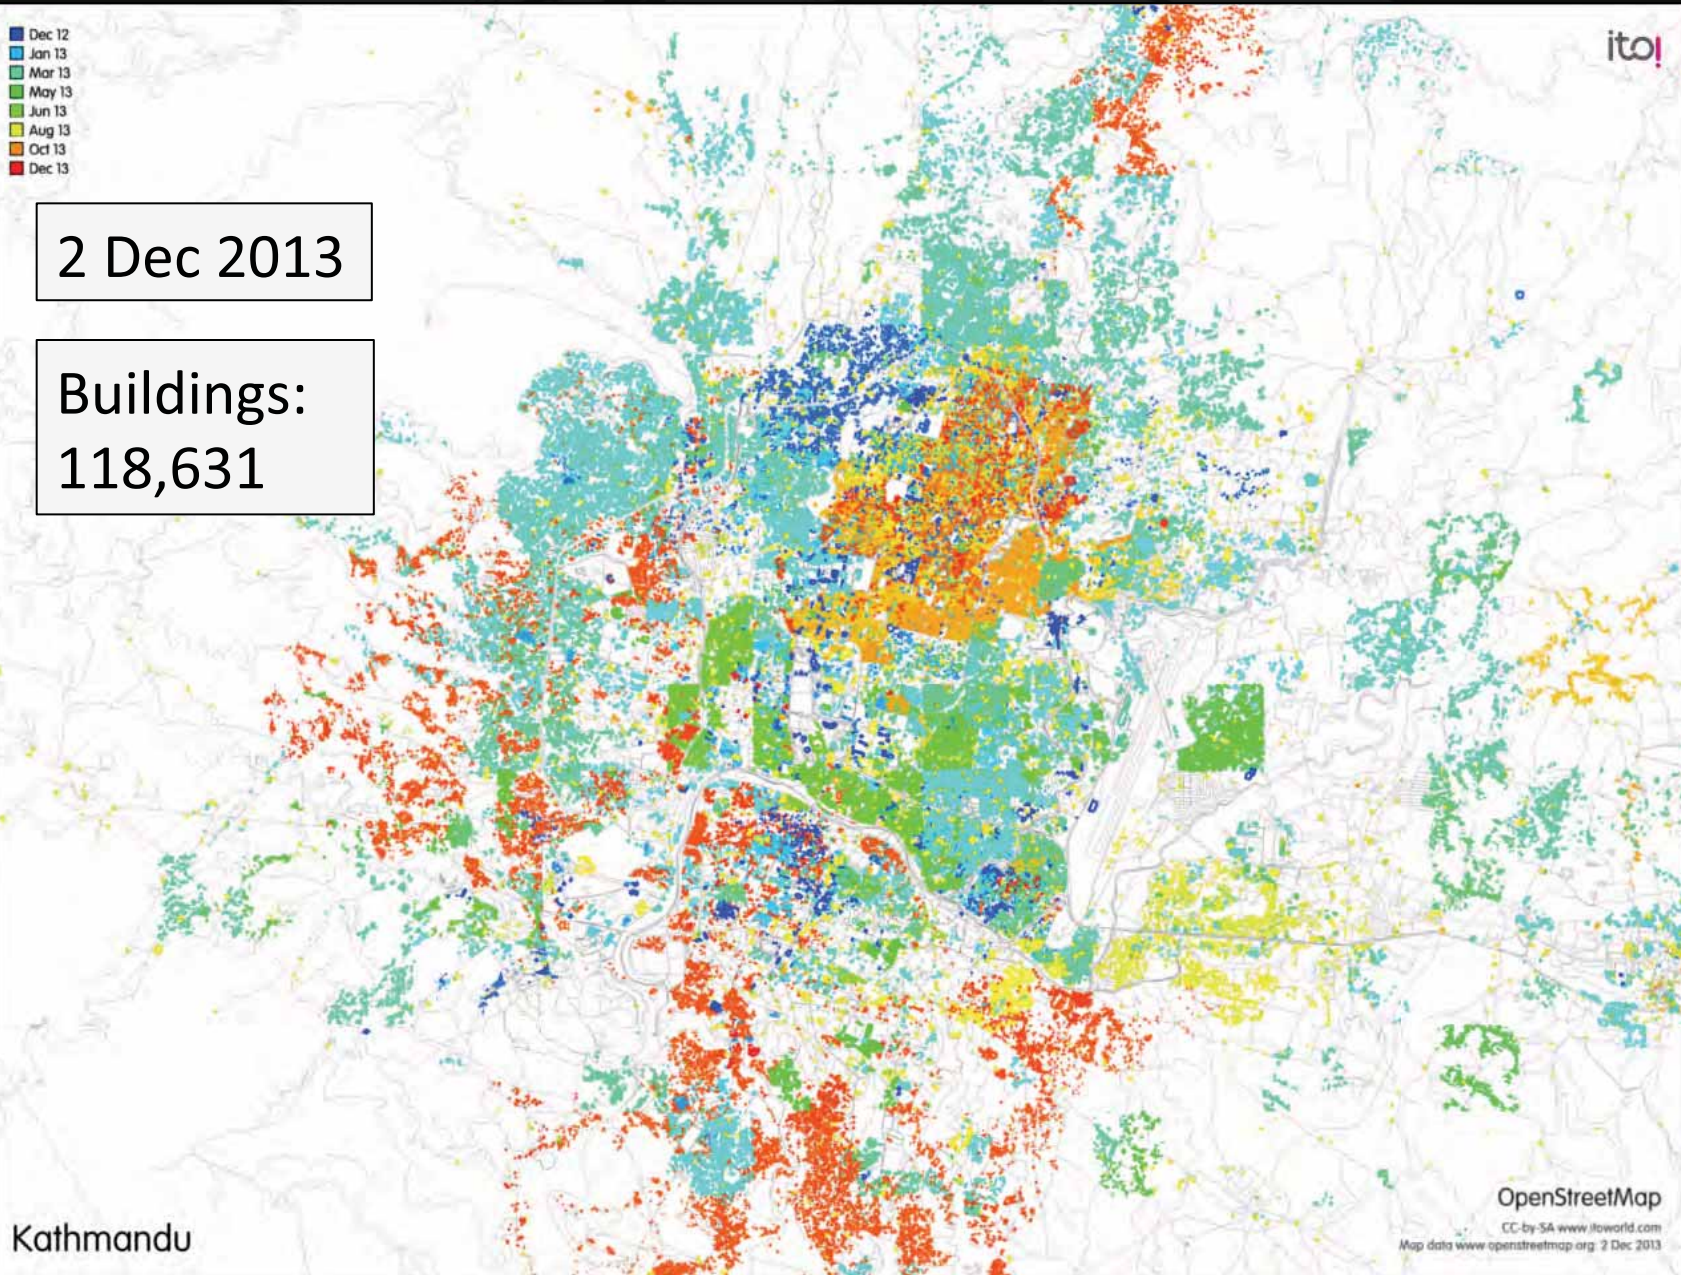 Dec 12
Jan 13
Mar 13
May 13
Jun 13
Aug 13
Oct 13
Dec 13
ito!
2 Dec 2013
Buildings:
118,631
Kathmandu
OpenStreetMap
CC-by-SA www.itoworld.com
Map data www openstreetmap org 2 Dec 2013